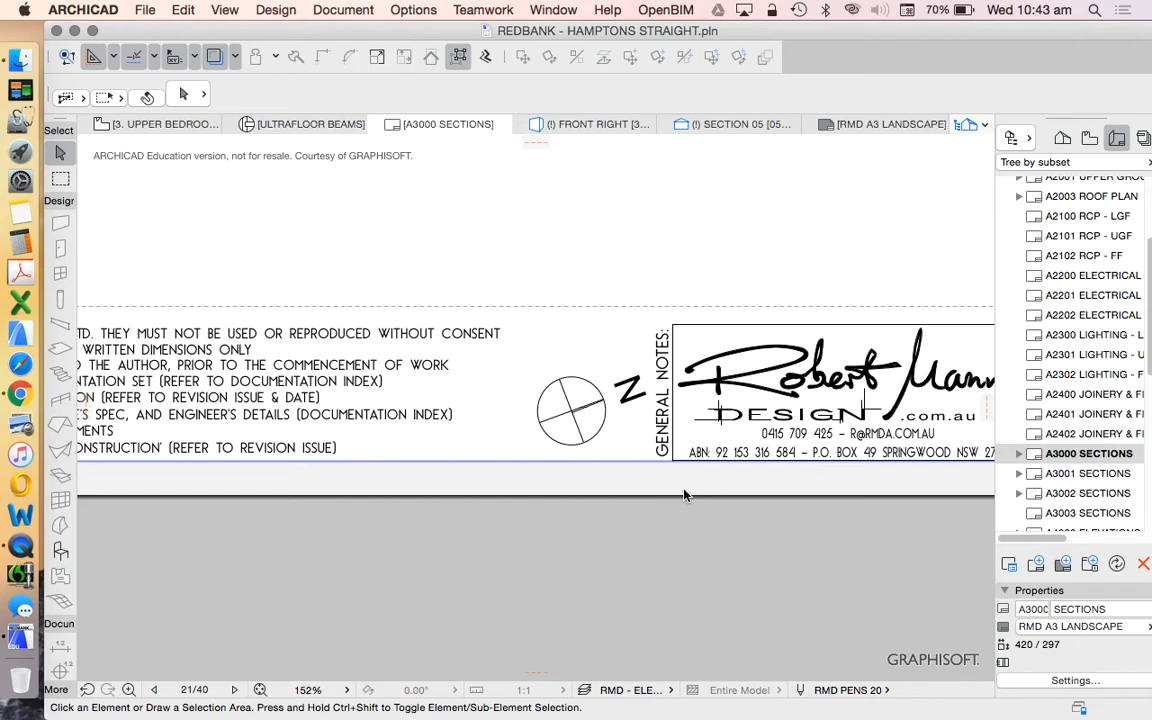 ARCHICAD File Edit View Design Document Options Teamwork Window Help OpenBIM 70% Wed 10:43 am
REDBANK - HAMPTONS STRAIGHT.pln
Select [3. UPPER BEDROO... [ULTRAFLOOR BEAMS] [A3000 SECTIONS] (!) FRONT RIGHT [3... (!) SECTION 05 [05... [RMD A3 LANDSCAPE]
ARCHICAD Education version, not for resale. Courtesy of GRAPHISOFT.
Tree by subset
Design
A2001 UPPER GRO
A2003 ROOF PLAN
A2100 RCP - LGF
A2101 RCP - UGF
A2102 RCP - FF
A2200 ELECTRICAL
A2201 ELECTRICAL
A2202 ELECTRICAL
A2300 LIGHTING - L
A2301 LIGHTING - U
A2302 LIGHTING - F
A2400 JOINERY & FI
A2401 JOINERY & FI
A2402 JOINERY & FI
A3000 SECTIONS
A3001 SECTIONS
A3002 SECTIONS
A3003 SECTIONS
TD. THEY MUST NOT BE USED OR REPRODUCED WITHOUT CONSENT
WRITTEN DIMENSIONS ONLY
O THE AUTHOR, PRIOR TO THE COMMENCEMENT OF WORK
NTATION SET (REFER TO DOCUMENTATION INDEX)
ON (REFER TO REVISION ISSUE & DATE)
E'S SPEC, AND ENGINEER'S DETAILS (DOCUMENTATION INDEX)
MENTS
ONSTRUCTION' (REFER TO REVISION ISSUE)
N
GENERAL NOTES:
Robert Mann
DESIGN .com.au
0415 709 425 - R@RMDA.COM.AU
ABN: 92 153 316 584 - P.O. BOX 49 SPRINGWOOD NSW 27
Properties
A300C SECTIONS
RMD A3 LANDSCAPE
420 / 297
Settings...
GRAPHISOFT.
Docun
1.2
1.2
More 21/40 152% 0.00° 1:1 RMD - ELE... Entire Model RMD PENS 20
Click an Element or Draw a Selection Area. Press and Hold Ctrl+Shift to Toggle Element/Sub-Element Selection.